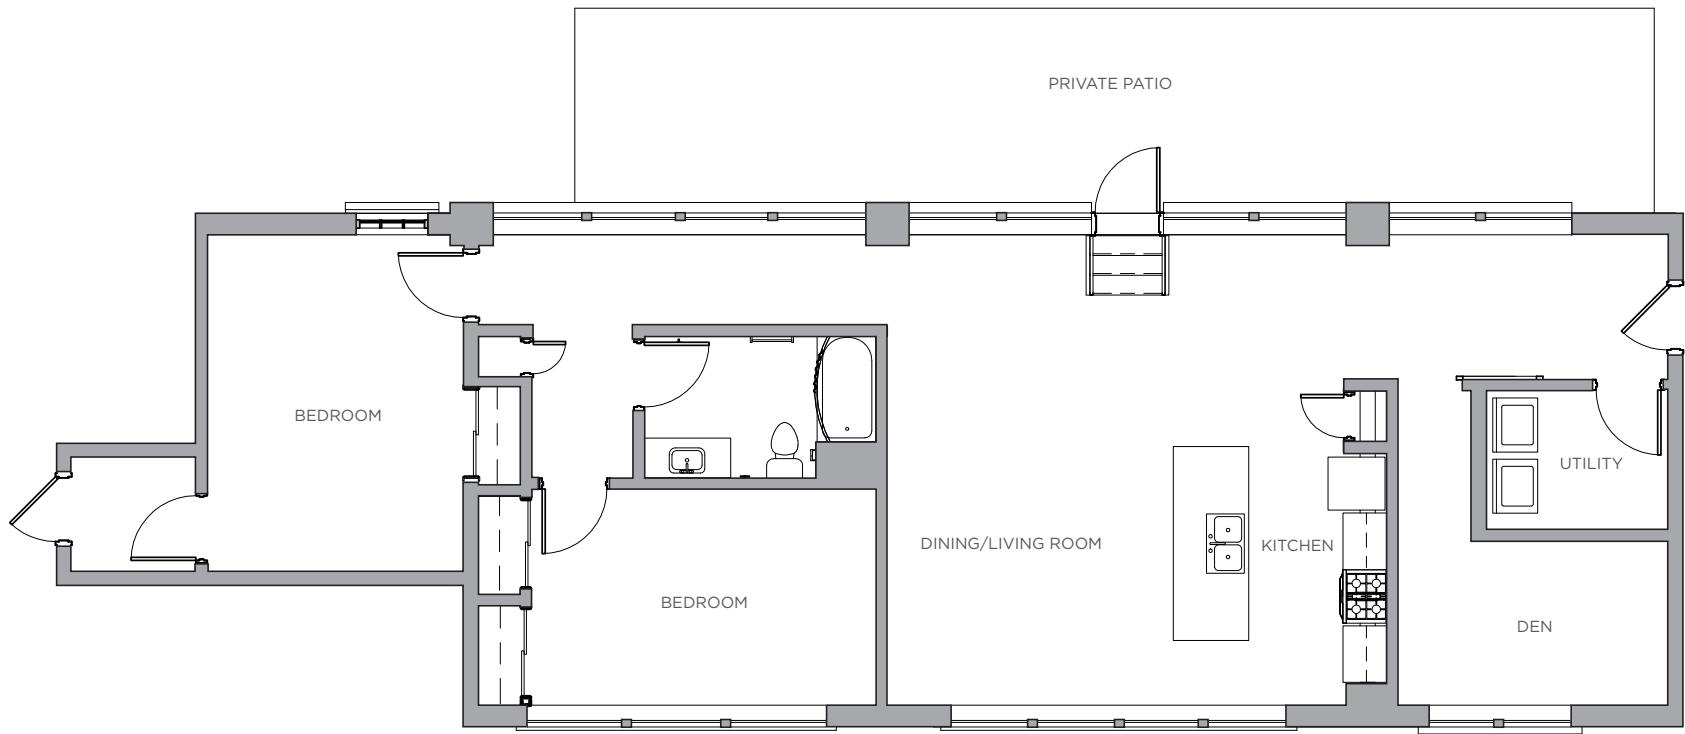 PRIVATE PATIO
BEDROOM
UTILITY
DINING/LIVING ROOM
KITCHEN
BEDROOM
DEN